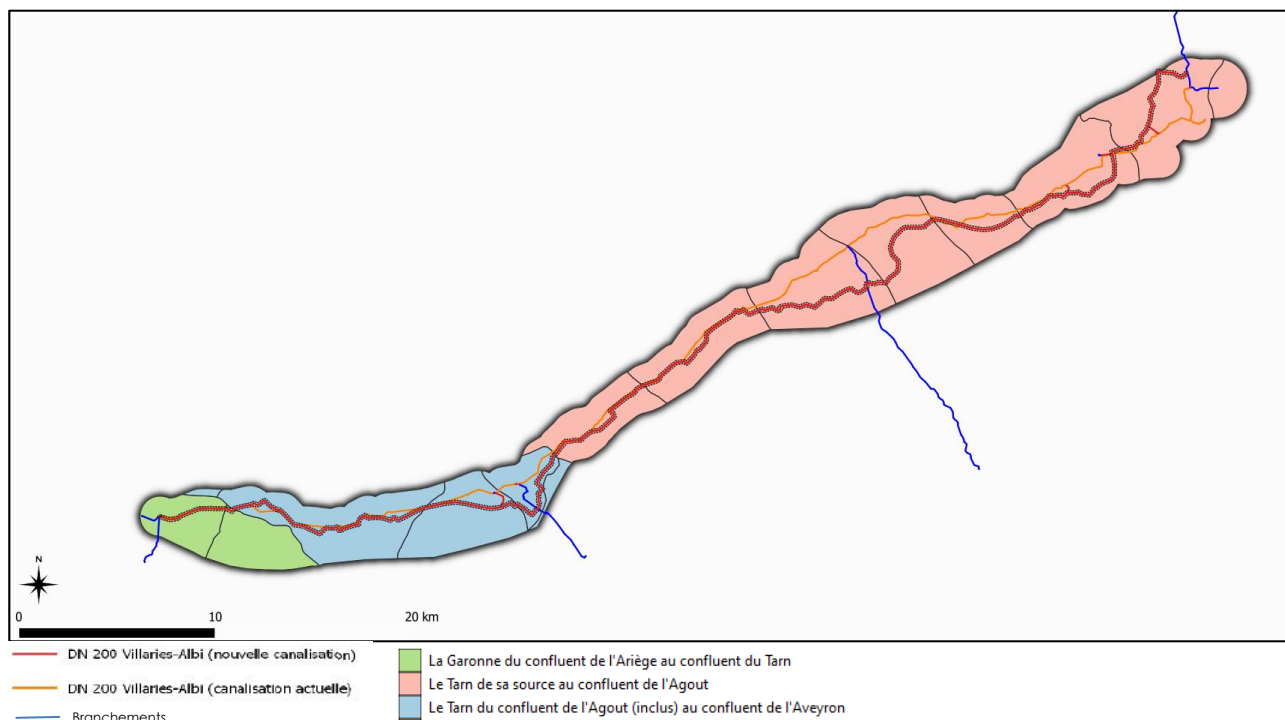 N
0 10 20 km
DN 200 Villaries-Albi (nouvelle canalisation)
DN 200 Villaries-Albi (canalisation actuelle)
Branchements
La Garonne du confluent de l'Ariège au confluent du Tarn
Le Tarn de sa source au confluent de l'Agout
Le Tarn du confluent de l'Agout (inclus) au confluent de l'Aveyron